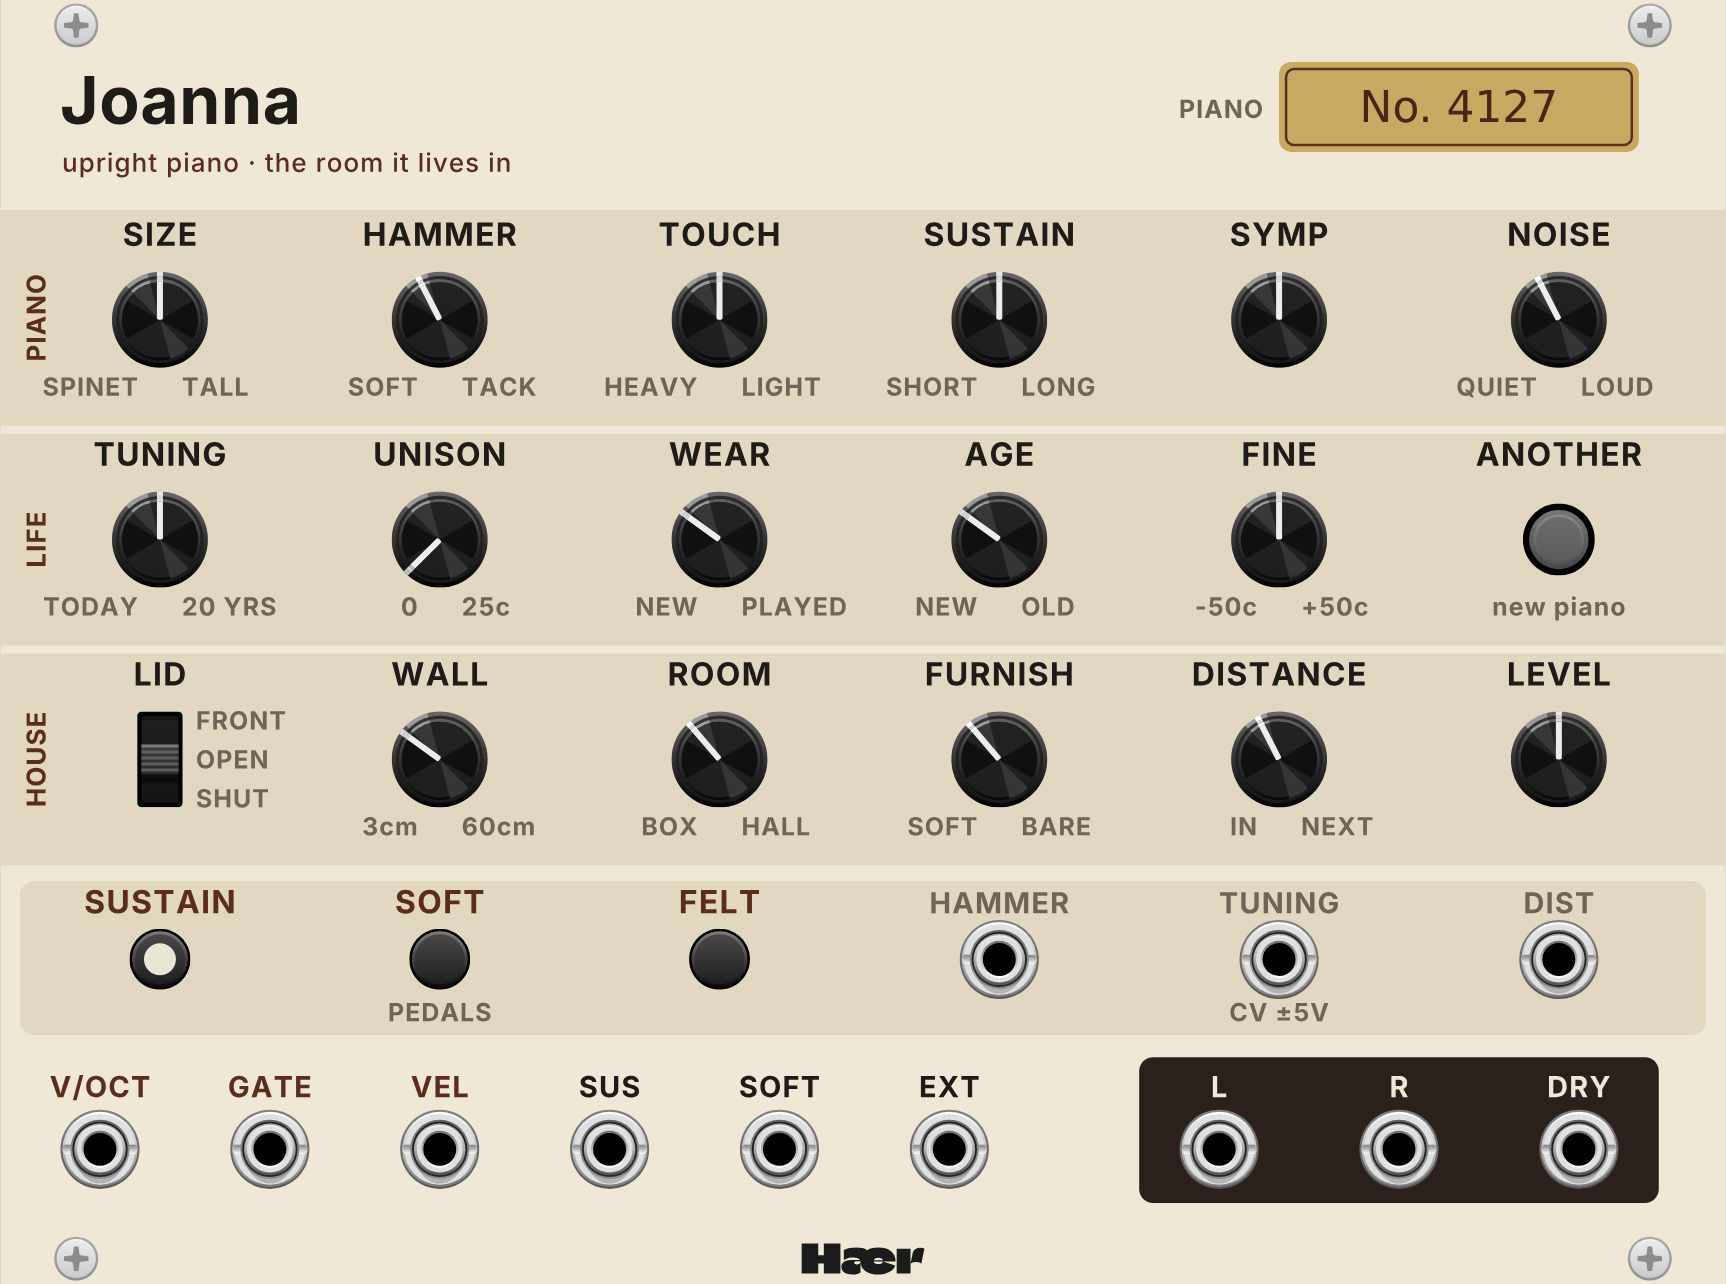 Joanna
upright piano · the room it lives in
PIANO No. 4127
PIANO
SIZE HAMMER TOUCH SUSTAIN SYMP NOISE
SPINET TALL SOFT TACK HEAVY LIGHT SHORT LONG QUIET LOUD
LIFE
TUNING UNISON WEAR AGE FINE ANOTHER
TODAY 20 YRS 0 25c NEW PLAYED NEW OLD -50c +50c new piano
HOUSE
LID WALL ROOM FURNISH DISTANCE LEVEL
FRONT
OPEN
SHUT
3cm 60cm BOX HALL SOFT BARE IN NEXT
SUSTAIN SOFT FELT HAMMER TUNING DIST
PEDALS CV ±5V
V/OCT GATE VEL SUS SOFT EXT L R DRY
Hær